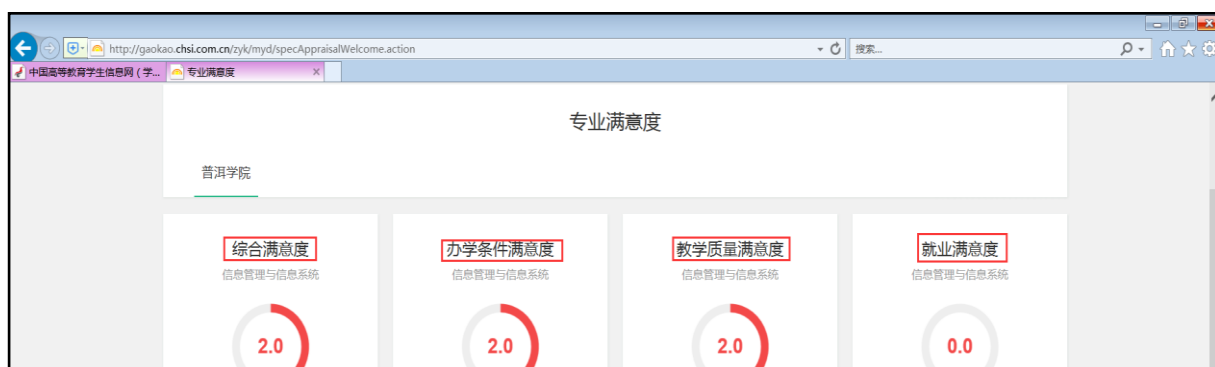 http://gaokao.chsi.com.cn/zyk/myd/specAppraisalWelcome.action
搜索...
中国高等教育学生信息网（学...
专业满意度
专业满意度
普洱学院
综合满意度
办学条件满意度
教学质量满意度
就业满意度
信息管理与信息系统
信息管理与信息系统
信息管理与信息系统
信息管理与信息系统
2.0
2.0
2.0
0.0